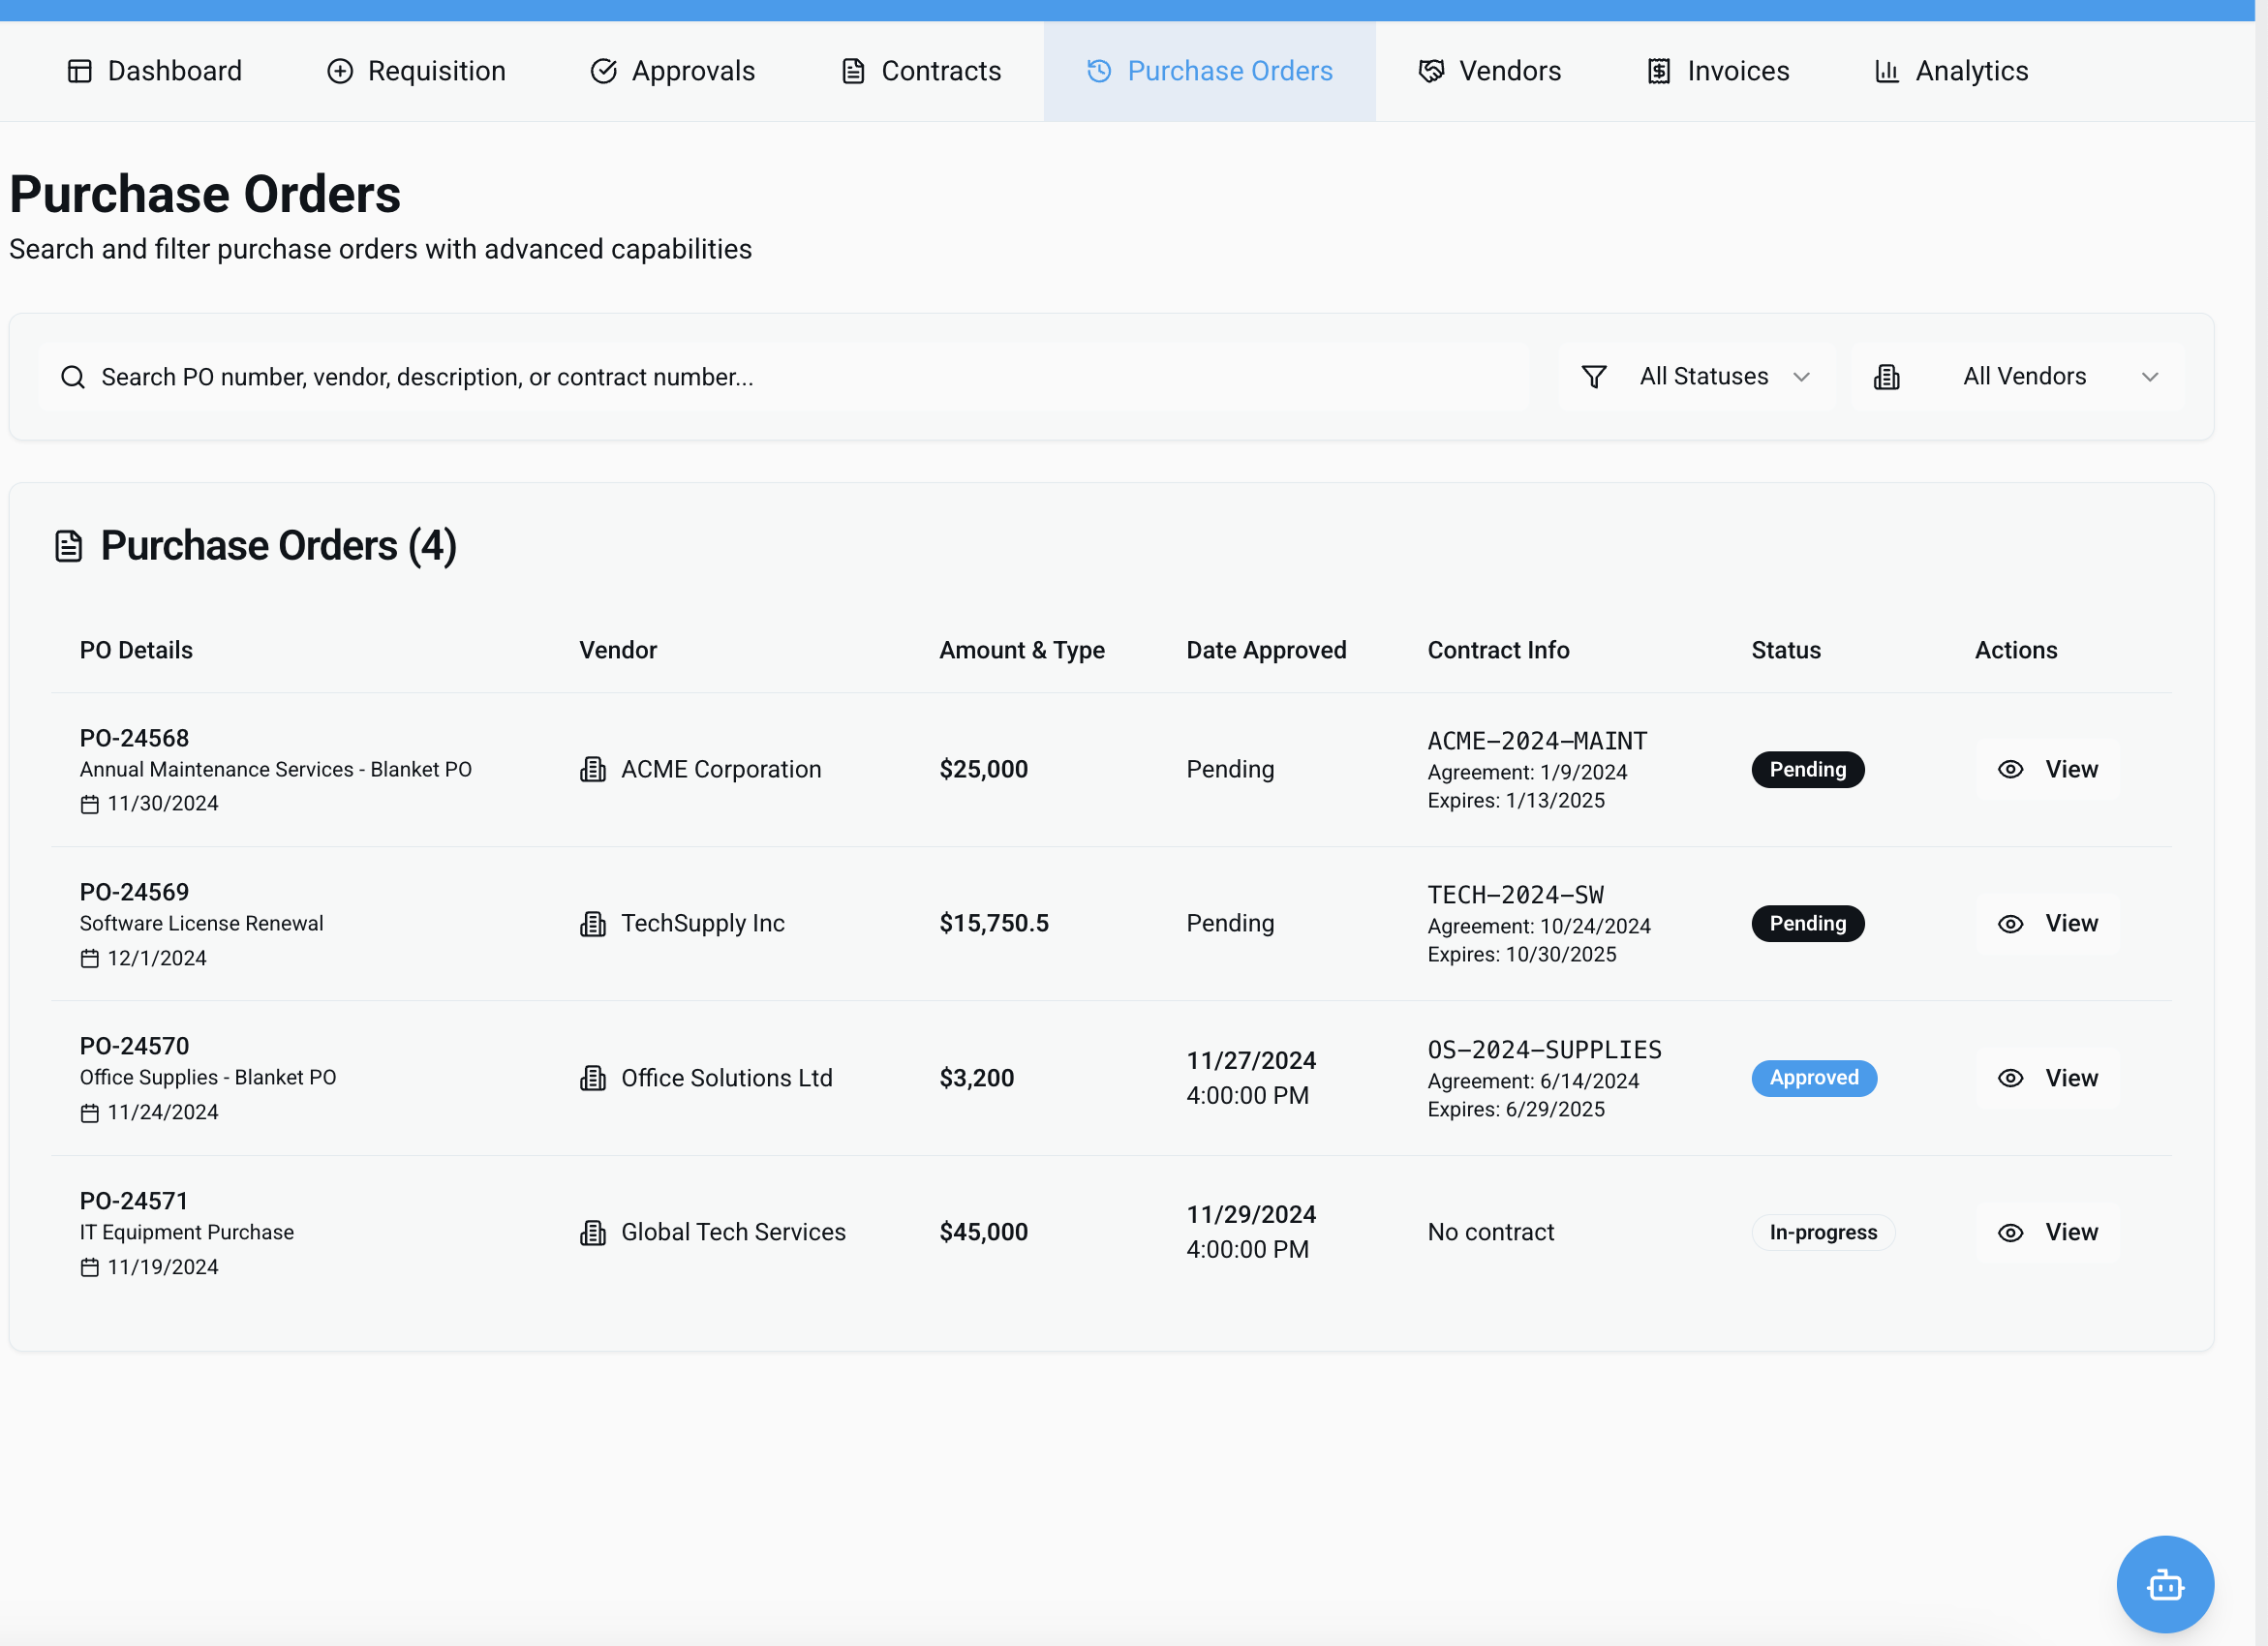 Dashboard Requisition Approvals Contracts Purchase Orders Vendors Invoices Analytics
Purchase Orders
Search and filter purchase orders with advanced capabilities
Search PO number, vendor, description, or contract number... All Statuses All Vendors
Purchase Orders (4)
PO Details Vendor Amount & Type Date Approved Contract Info Status Actions
PO-24568
Annual Maintenance Services - Blanket PO
11/30/2024
ACME Corporation
$25,000
Pending
ACME-2024-MAINT
Agreement: 1/9/2024
Expires: 1/13/2025
Pending
View
PO-24569
Software License Renewal
12/1/2024
TechSupply Inc
$15,750.5
Pending
TECH-2024-SW
Agreement: 10/24/2024
Expires: 10/30/2025
Pending
View
PO-24570
Office Supplies - Blanket PO
11/24/2024
Office Solutions Ltd
$3,200
11/27/2024
4:00:00 PM
OS-2024-SUPPLIES
Agreement: 6/14/2024
Expires: 6/29/2025
Approved
View
PO-24571
IT Equipment Purchase
11/19/2024
Global Tech Services
$45,000
11/29/2024
4:00:00 PM
No contract
In-progress
View